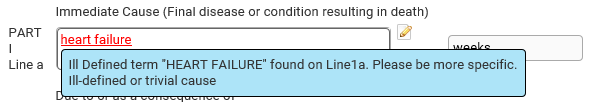 Immediate Cause (Final disease or condition resulting in death)
PART
I
Line a
heart failure
weeks
Ill Defined term "HEART FAILURE" found on Line1a. Please be more specific.
Ill-defined or trivial cause
Due to or as a consequence of